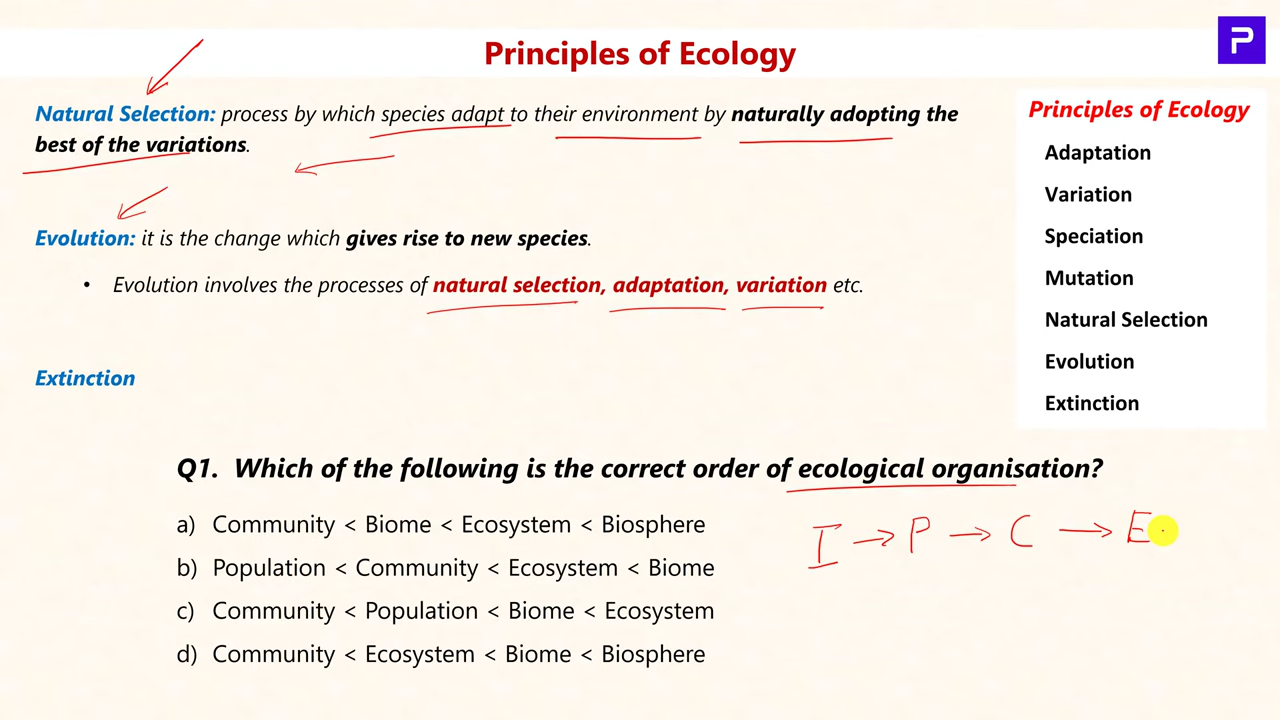 Principles of Ecology
P
Natural Selection: process by which species adapt to their environment by naturally adopting the
best of the variations.
Evolution: it is the change which gives rise to new species.
• Evolution involves the processes of natural selection, adaptation, variation etc.
Extinction
Principles of Ecology
Adaptation
Variation
Speciation
Mutation
Natural Selection
Evolution
Extinction
Q1. Which of the following is the correct order of ecological organisation?
a) Community < Biome < Ecosystem < Biosphere
b) Population < Community < Ecosystem < Biome
c) Community < Population < Biome < Ecosystem
d) Community < Ecosystem < Biome < Biosphere
I → P → C → E